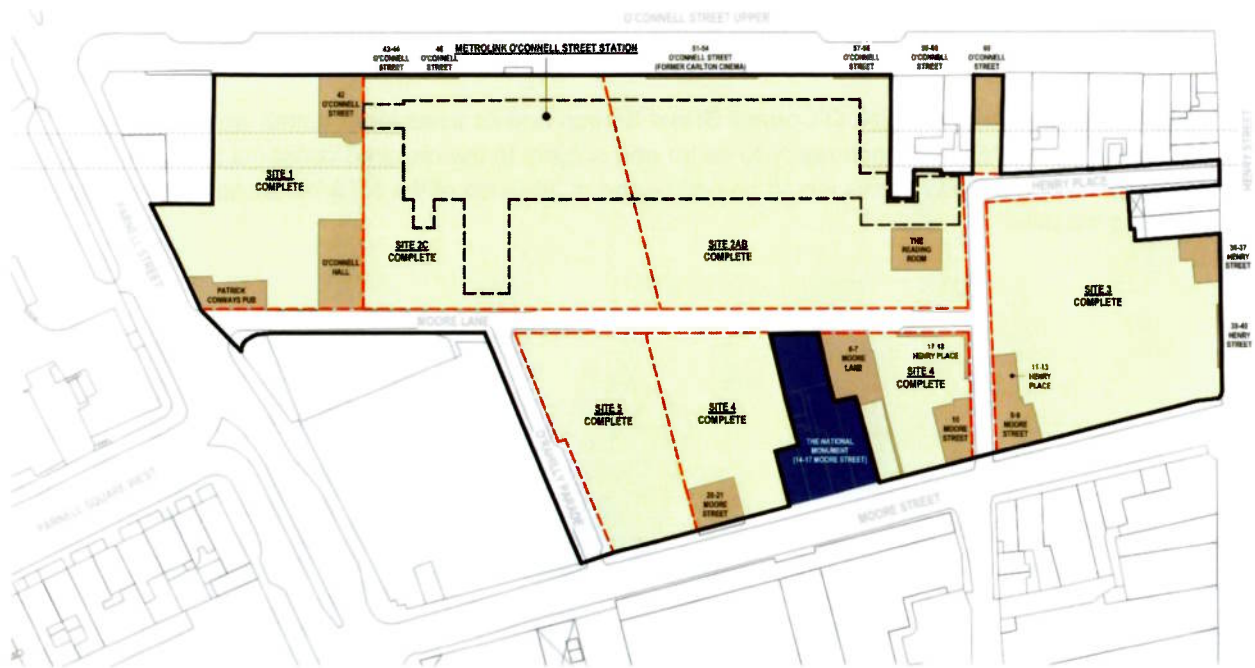 O'CONNELL STREET UPPER
43-44
O'CONNELL
STREET
45
O'CONNELL
STREET
METROLINK O'CONNELL STREET STATION
51-54
O'CONNELL STREET
(FORMER CARLTON CINEMA)
57-58
O'CONNELL
STREET
O'CONNELL
STREET
60
O'CONNELL
STREET
42
O'CONNELL
STREET
SITE 1
COMPLETE
HENRY PLACE
HENRY STREET
PARNELL STREET
O'CONNELL
HALL
SITE 2C
COMPLETE
SITE 2AB
COMPLETE
THE
READING
ROOM
36-37
HENRY
STREET
PATRICK
CONWAYS PUB
SITE 3
COMPLETE
MOORE LANE
39-40
HENRY
STREET
6-7
MOORE
LANE
17-18
HENRY PLACE
SITE 4
COMPLETE
11-13
HENRY
PLACE
SITE 5
COMPLETE
SITE 4
COMPLETE
10
MOORE
STREET
8-9
MOORE
STREET
THE NATIONAL
MONUMENT
(14-17 MOORE STREET)
O'RAHILLY PARADE
20-21
MOORE
STREET
MOORE STREET
PARNELL SQUARE WEST